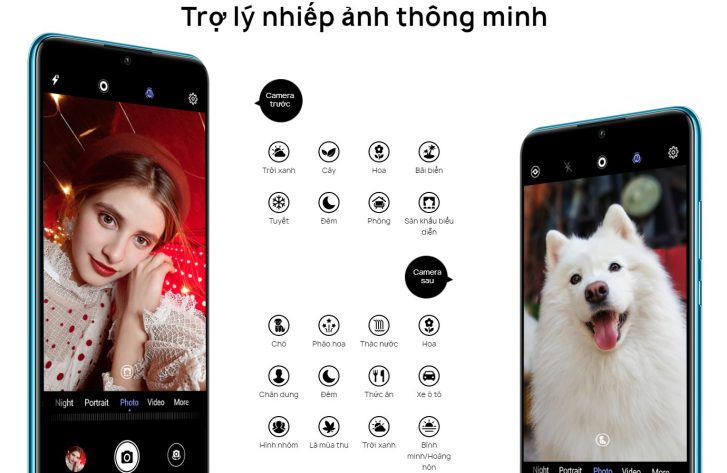 Trợ lý nhiếp ảnh thông minh
Camera
trước
Trời xanh
Cây
Hoa
Bãi biển
Tuyết
Đêm
Phòng
Sân khấu biểu
diễn
Camera
sau
Chó
Pháo hoa
Thác nước
Hoa
Chân dung
Đêm
Thức ăn
Xe ô tô
Hình nhóm
Lá mùa thu
Trời xanh
Bình
minh/Hoàng
hôn
Night Portrait Photo Video More
Night Portrait Photo Video More